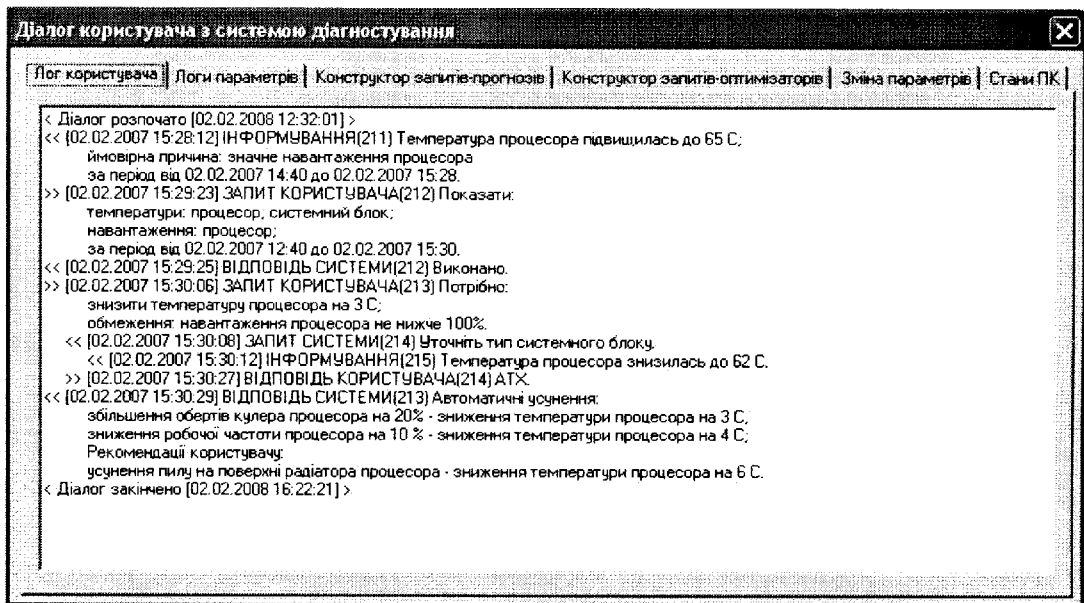 Діалог користувача з системою діагностування
Лог користувача Логи параметрів Конструктор запитів-прогнозів Конструктор запитів-оптимізаторів Зміна параметрів Стани ПК
< Діалог розпочато [02.02.2008 12:32:01] >
<< [02.02.2007 15:28:12] ІНФОРМУВАННЯ(211) Температура процесора підвищилась до 65 С;
ймовірна причина: значне навантаження процесора
за період від 02.02.2007 14:40 до 02.02.2007 15:28.
>> [02.02.2007 15:29:23] ЗАПИТ КОРИСТУВАЧА(212) Показати:
температури: процесор, системний блок;
навантаження: процесор;
за період від 02.02.2007 12:40 до 02.02.2007 15:30.
<< [02.02.2007 15:29:25] ВІДПОВІДЬ СИСТЕМИ(212) Виконано.
>> [02.02.2007 15:30:06] ЗАПИТ КОРИСТУВАЧА(213) Потрібно:
знизити температуру процесора на 3 С;
обмеження: навантаження процесора не нижче 100%.
<< [02.02.2007 15:30:08] ЗАПИТ СИСТЕМИ(214) Уточніть тип системного блоку.
<< [02.02.2007 15:30:12] ІНФОРМУВАННЯ(215) Температура процесора знизилась до 62 С.
>> [02.02.2007 15:30:27] ВІДПОВІДЬ КОРИСТУВАЧА(214) АТХ.
<< [02.02.2007 15:30:29] ВІДПОВІДЬ СИСТЕМИ(213) Автоматичні усунення:
збільшення обертів кулера процесора на 20% - зниження температури процесора на 3 С;
зниження робочої частоти процесора на 10 % - зниження температури процесора на 4 С;
Рекомендації користувачу:
усунення пилу на поверхні радіатора процесора - зниження температури процесора на 6 С.
< Діалог закінчено [02.02.2008 16:22:21] >